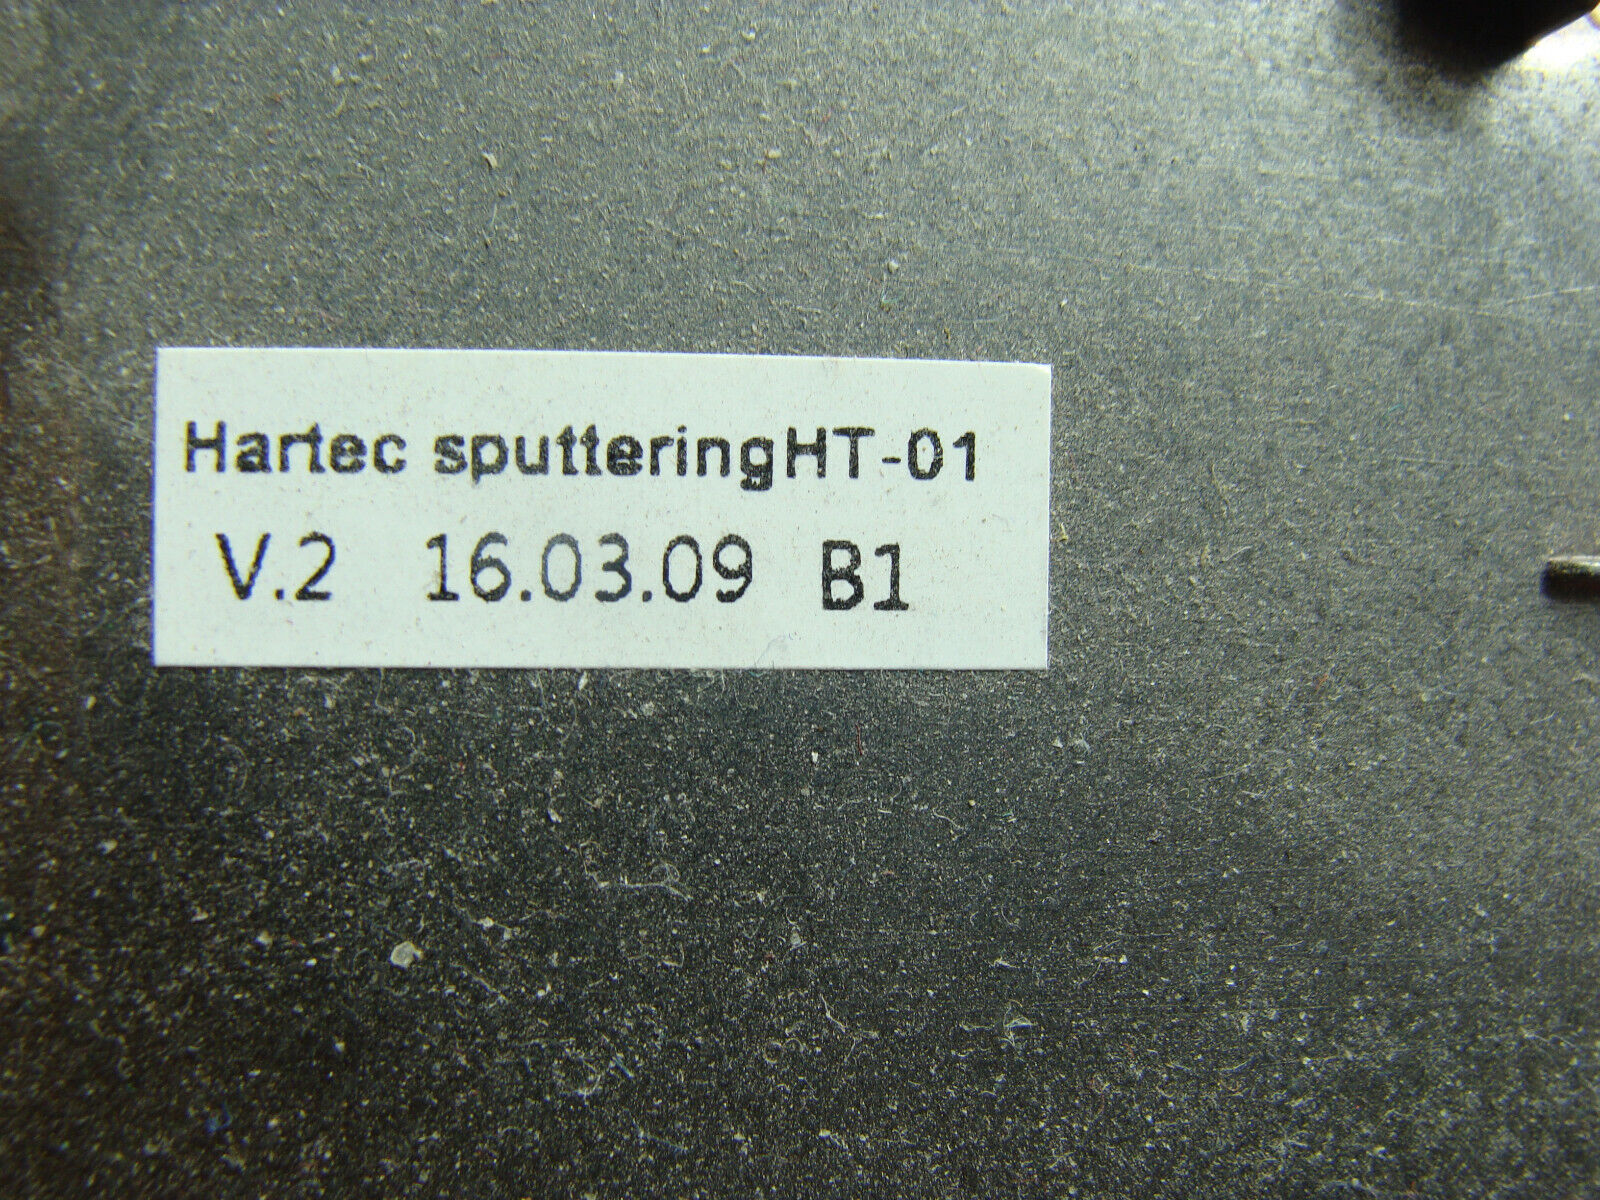 Hartec sputteringHT-01
V.2 16.03.09 B1